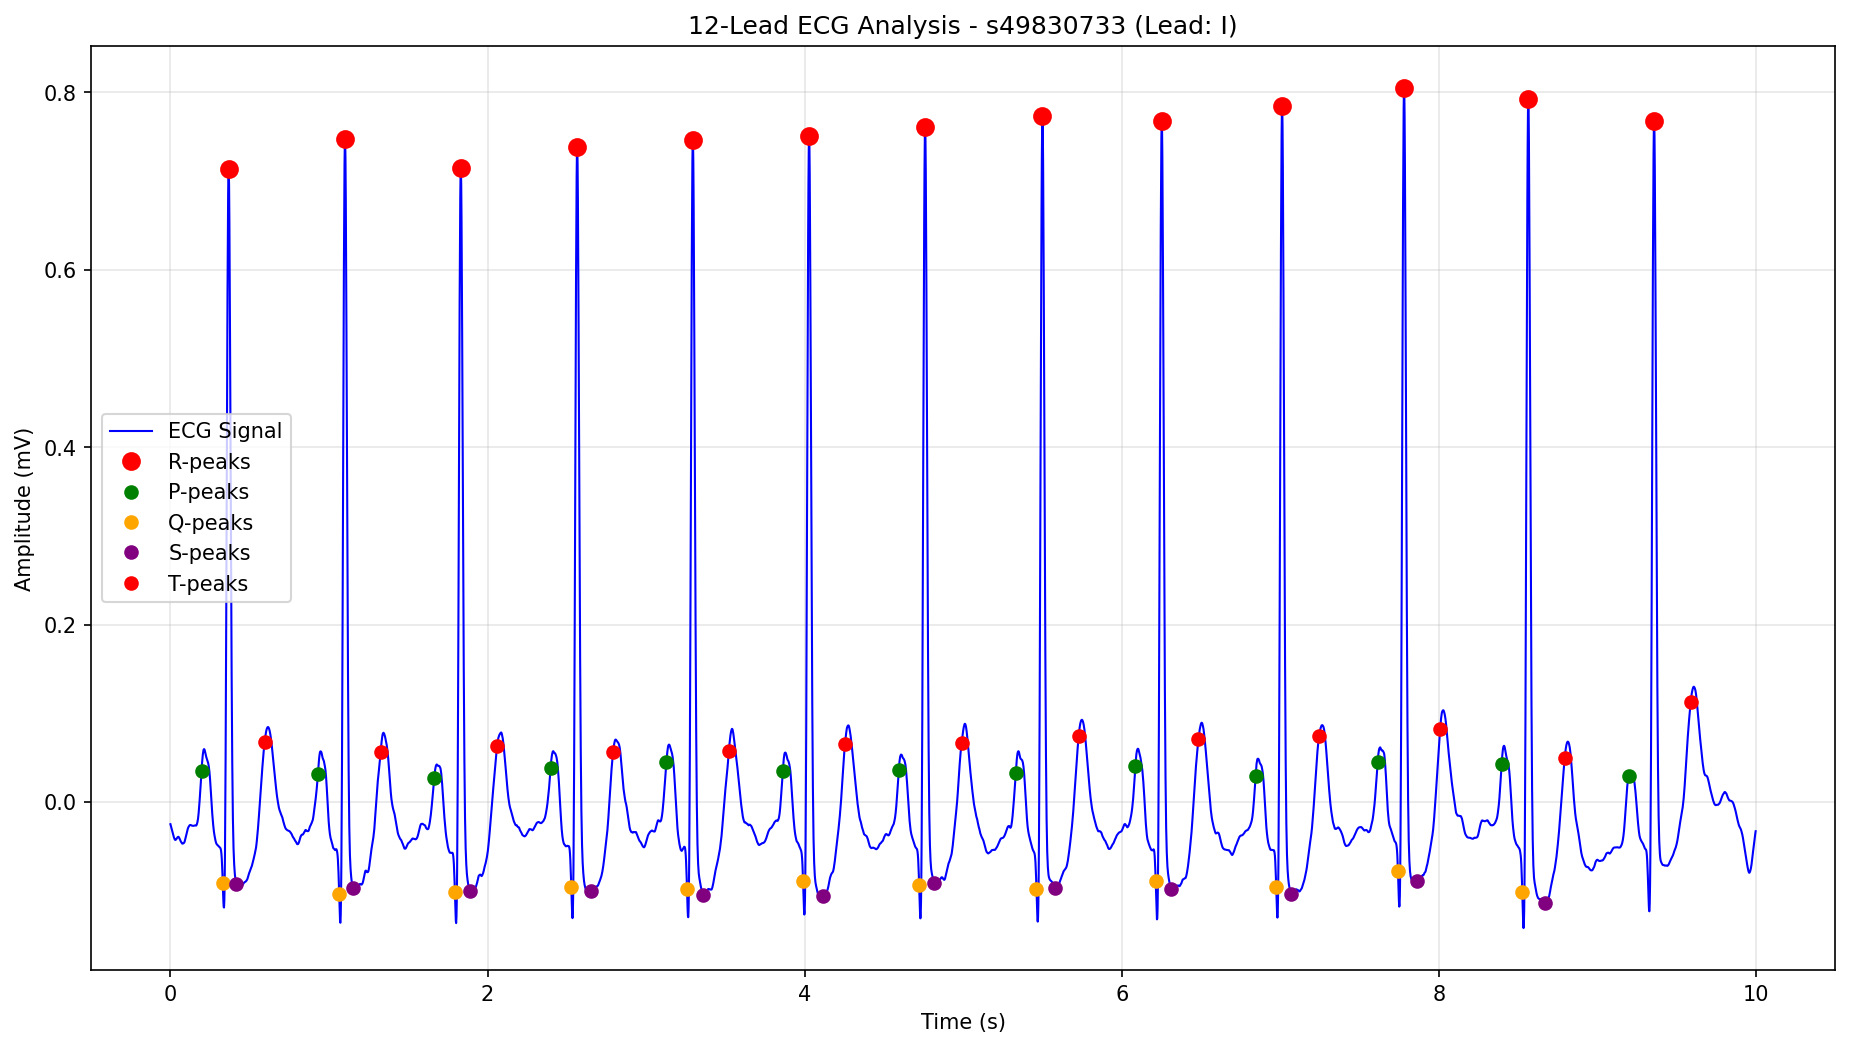 12-Lead ECG Analysis - s49830733 (Lead: I)
Amplitude (mV)
0.8
0.6
0.4
0.2
0.0
ECG Signal
R-peaks
P-peaks
Q-peaks
S-peaks
T-peaks
0 2 4 6 8 10
Time (s)